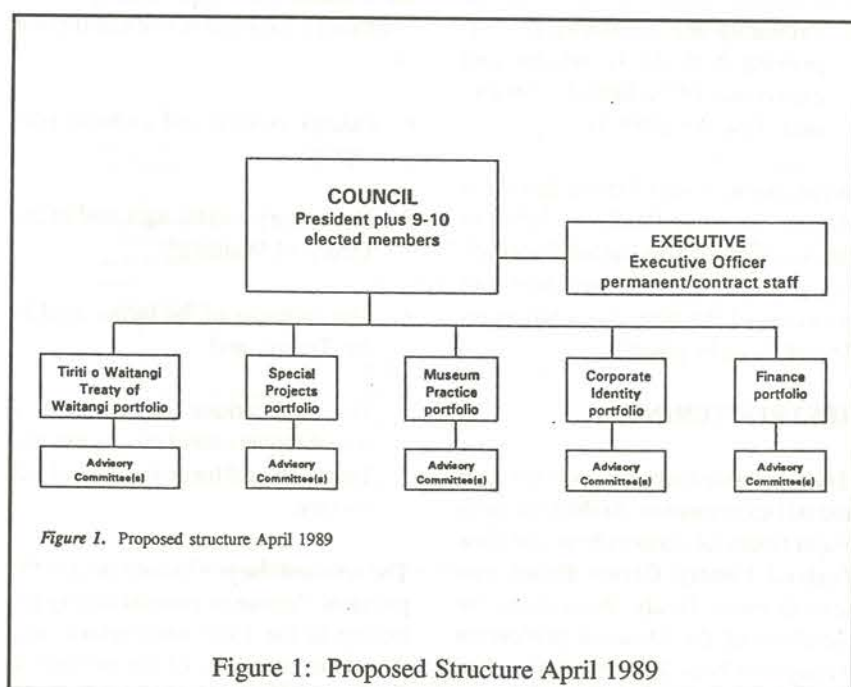 COUNCIL
President plus 9-10
elected members
EXECUTIVE
Executive Officer
permanent/contract staff
Tiriti o Waitangi
Treaty of
Waitangi portfolio
Special
Projects
portfolio
Museum
Practice
portfolio
Corporate
Identity
portfolio
Finance
portfolio
Advisory
Committee(s)
Advisory
Committee(s)
Advisory
Committee(s)
Advisory
Committee(s)
Advisory
Committee(s)
Figure 1. Proposed structure April 1989
Figure 1: Proposed Structure April 1989